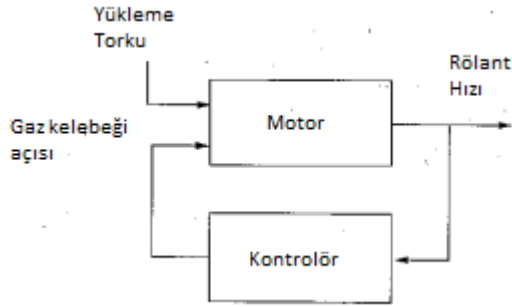 Yükleme
Torku
Rölant
Hızı
Gaz kelebeği
açısı
Motor
Kontrolör